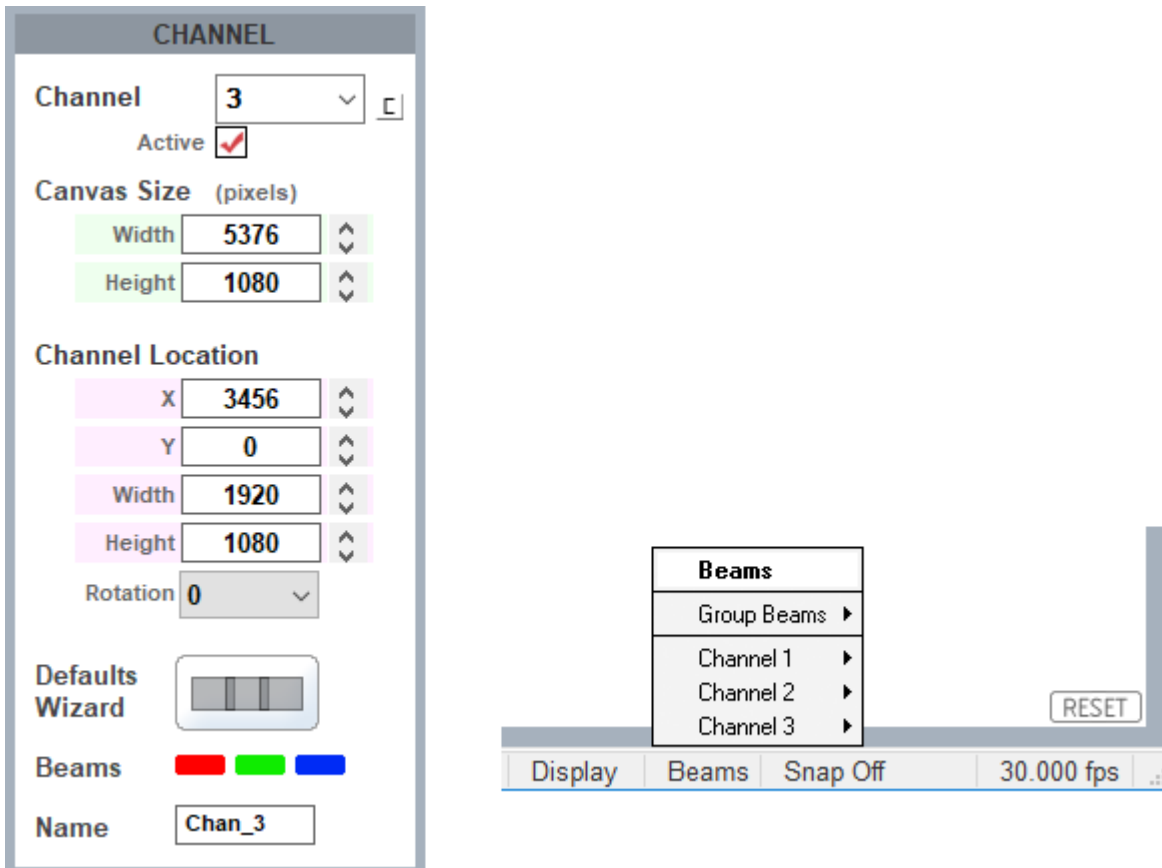 CHANNEL
Channel 3
Active
Canvas Size (pixels)
Width 5376
Height 1080
Channel Location
X 3456
Y 0
Width 1920
Height 1080
Rotation 0
Defaults
Wizard
Beams
Name Chan_3
Beams
Group Beams
Channel 1
Channel 2
Channel 3
RESET
Display Beams Snap Off 30.000 fps